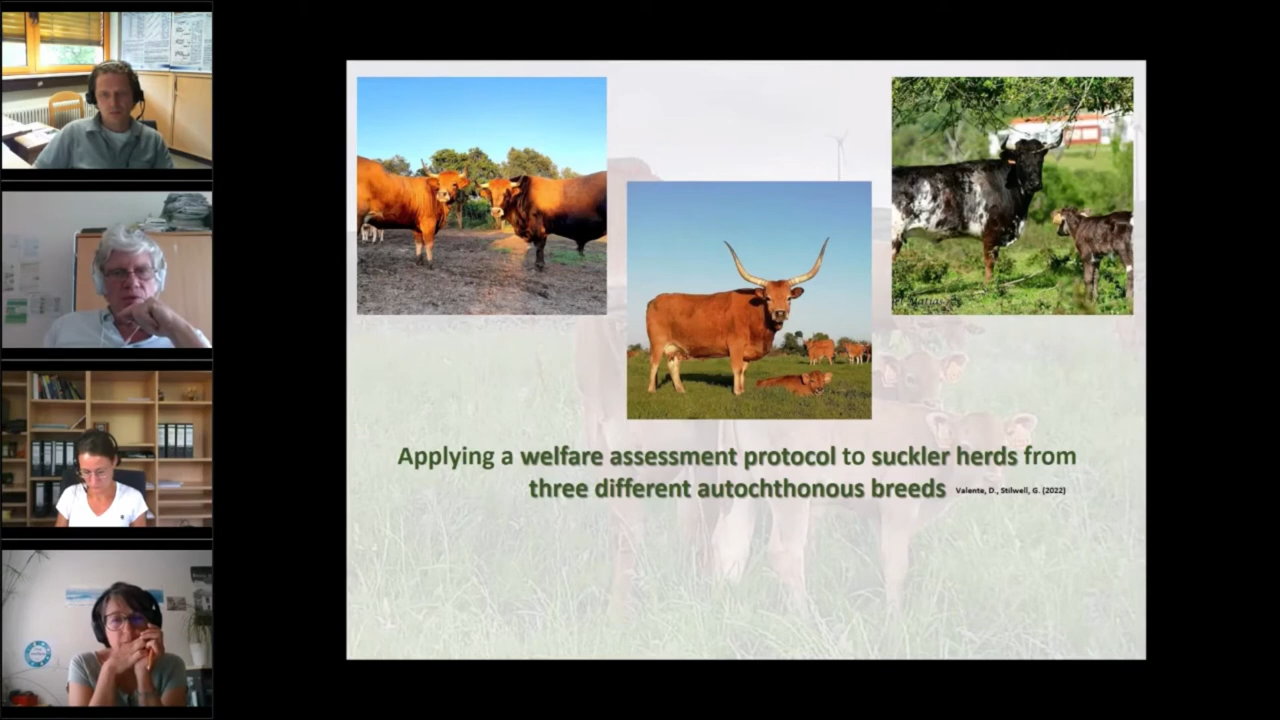 Applying a welfare assessment protocol to suckler herds from
three different autochthonous breeds Valente, D., Stilwell, G. (2022)